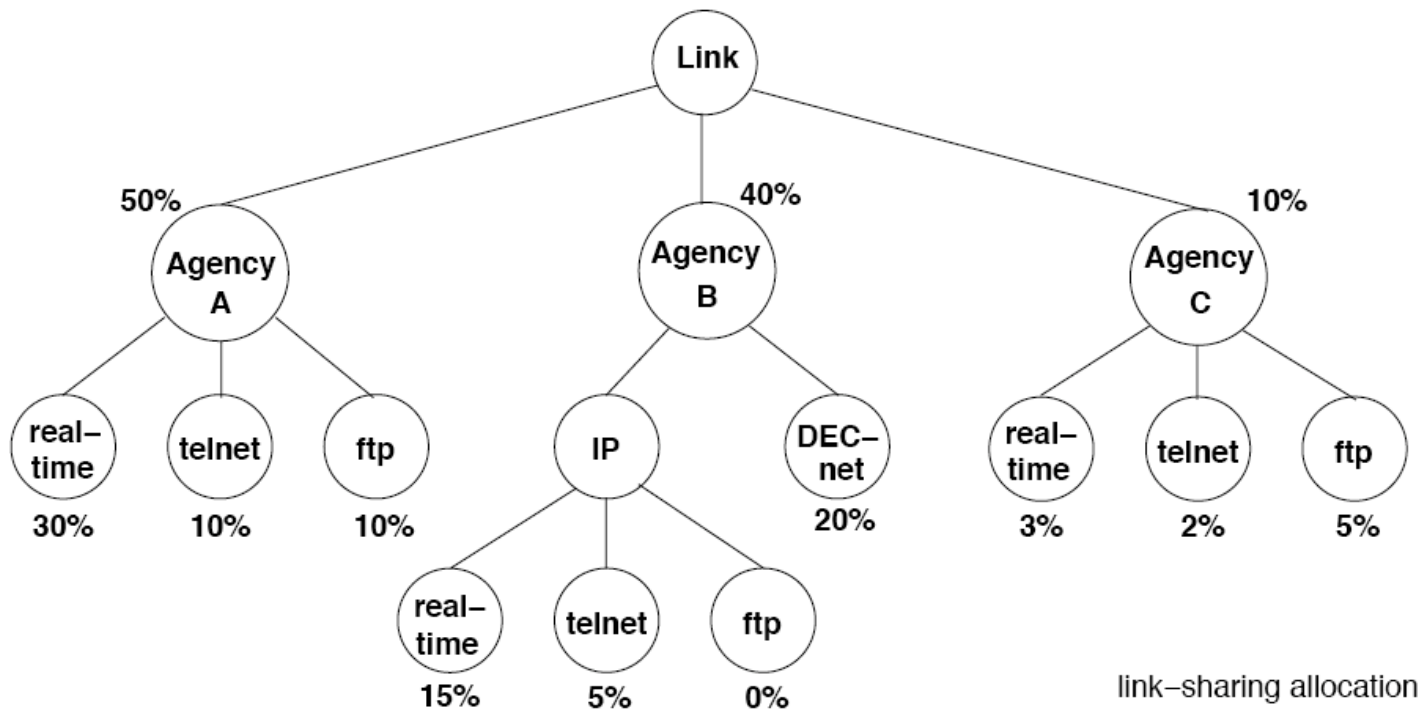 Link
50%
40%
10%
Agency
A
Agency
B
Agency
C
real–
time
telnet
ftp
IP
DEC–
net
real–
time
telnet
ftp
30%
10%
10%
20%
3%
2%
5%
real–
time
telnet
ftp
15%
5%
0%
link–sharing allocation